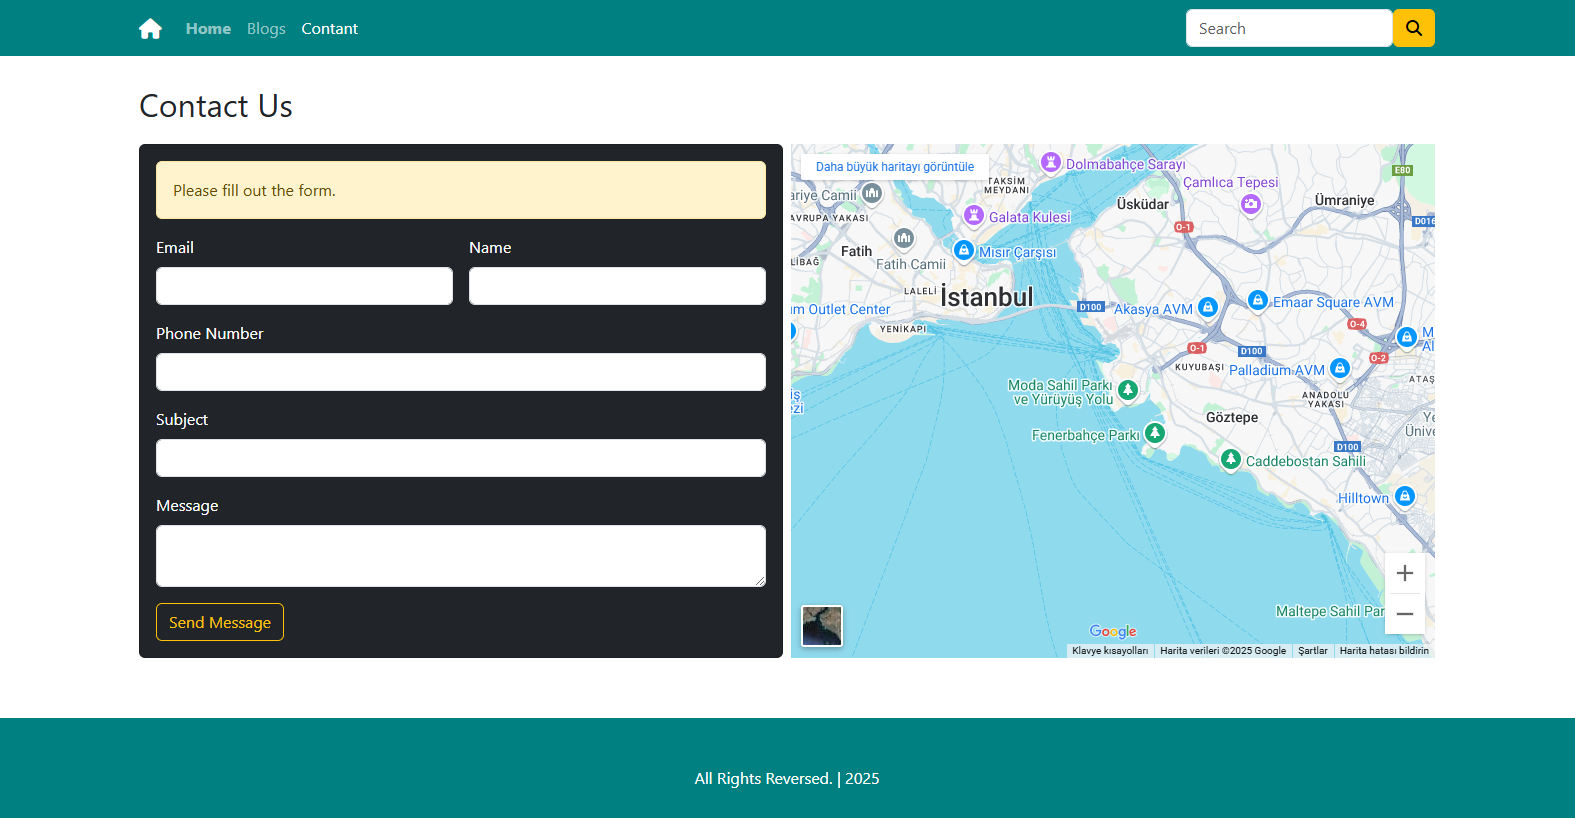 Home Blogs Contant
Search
Contact Us
Please fill out the form.
Email Name
Phone Number
Subject
Message
Send Message
Daha büyük haritayı görüntüle
Dolmabahçe Sarayı
E80
TAKSİM
MEYDANI
Çamlıca Tepesi
ariye Camii
Üsküdar
Ümraniye
AVRUPA YAKASI
Galata Kulesi
O-1
D016
Fatih
Fatih Camii
Mısır Çarşısı
LİBAĞ
LALELİ
İstanbul
m Outlet Center
D100
Akasya AVM
Emaar Square AVM
YENİKAPI
O-4
M
Al
O-1
D100
O-2
KUYUBAŞI
Palladium AVM
ATAŞ
Moda Sahil Parkı
ve Yürüyüş Yolu
iş
ezi
ANADOLU
YAKASI
Göztepe
Ye
Ünive
Fenerbahçe Parkı
D100
Caddebostan Sahili
Hilltown
Maltepe Sahil Par
Google
Klavye kısayolları Harita verileri ©2025 Google Şartlar Harita hatası bildirin
All Rights Reversed. | 2025